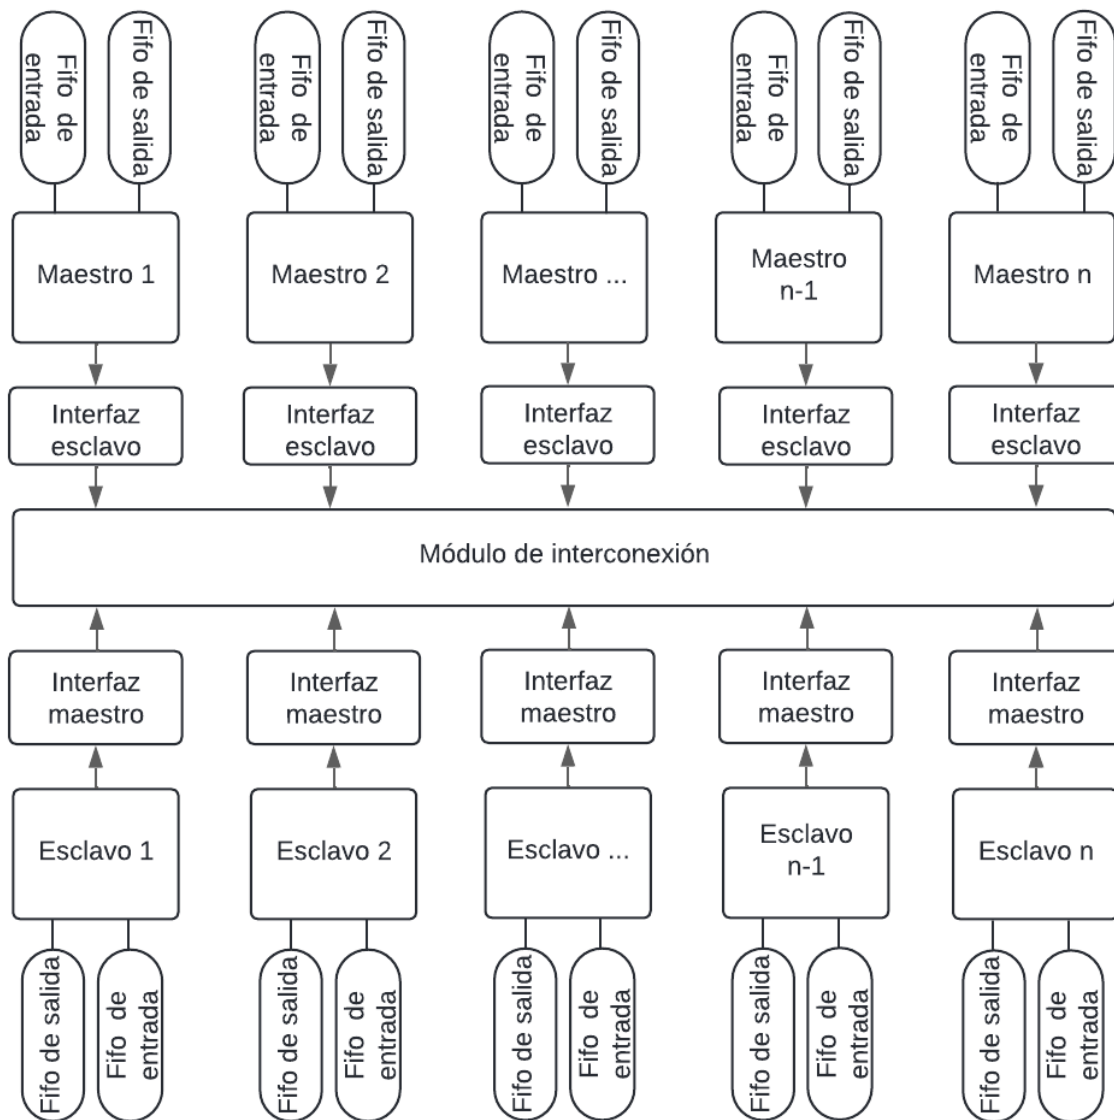 Fifo de
entrada
Fifo de salida
Fifo de
entrada
Fifo de salida
Fifo de
entrada
Fifo de salida
Fifo de
entrada
Fifo de salida
Fifo de
entrada
Fifo de salida
Maestro 1
Maestro 2
Maestro ...
Maestro
n-1
Maestro n
Interfaz
esclavo
Interfaz
esclavo
Interfaz
esclavo
Interfaz
esclavo
Interfaz
esclavo
Módulo de interconexión
Interfaz
maestro
Interfaz
maestro
Interfaz
maestro
Interfaz
maestro
Interfaz
maestro
Esclavo 1
Esclavo 2
Esclavo ...
Esclavo
n-1
Esclavo n
Fifo de salida
Fifo de
entrada
Fifo de salida
Fifo de
entrada
Fifo de salida
Fifo de
entrada
Fifo de salida
Fifo de
entrada
Fifo de salida
Fifo de
entrada